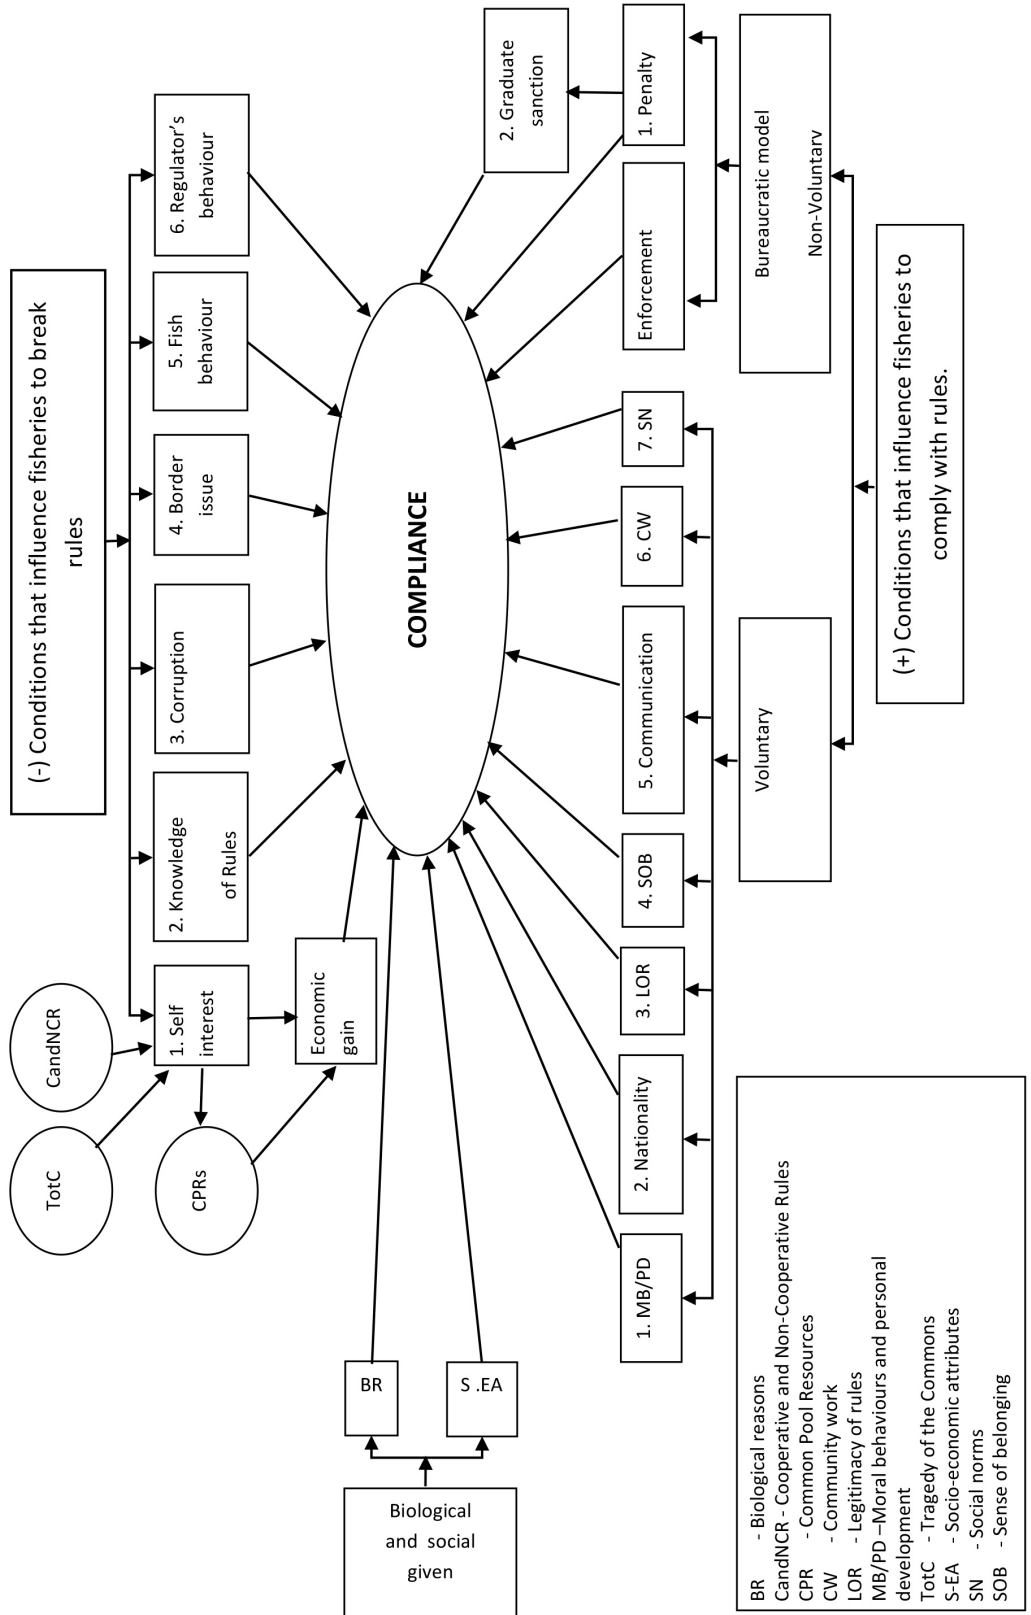 (-) Conditions that influence fisheries to break
rules
TotC
CandNCR
CPRs
1. Self
interest
2. Knowledge
of Rules
3. Corruption
4. Border
issue
5. Fish
behaviour
6. Regulator’s
behaviour
Economic
gain
Biological
and social
given
BR
S .EA
COMPLIANCE
2. Graduate
sanction
1. MB/PD
2. Nationality
3. LOR
4. SOB
5. Communication
6. CW
7. SN
Enforcement
1. Penalty
Voluntary
Bureaucratic model
Non-Voluntary
(+) Conditions that influence fisheries to
comply with rules.
BR - Biological reasons
CandNCR - Cooperative and Non-Cooperative Rules
CPR - Common Pool Resources
CW - Community work
LOR - Legitimacy of rules
MB/PD –Moral behaviours and personal
development
TotC - Tragedy of the Commons
S-EA - Socio-economic attributes
SN - Social norms
SOB - Sense of belonging